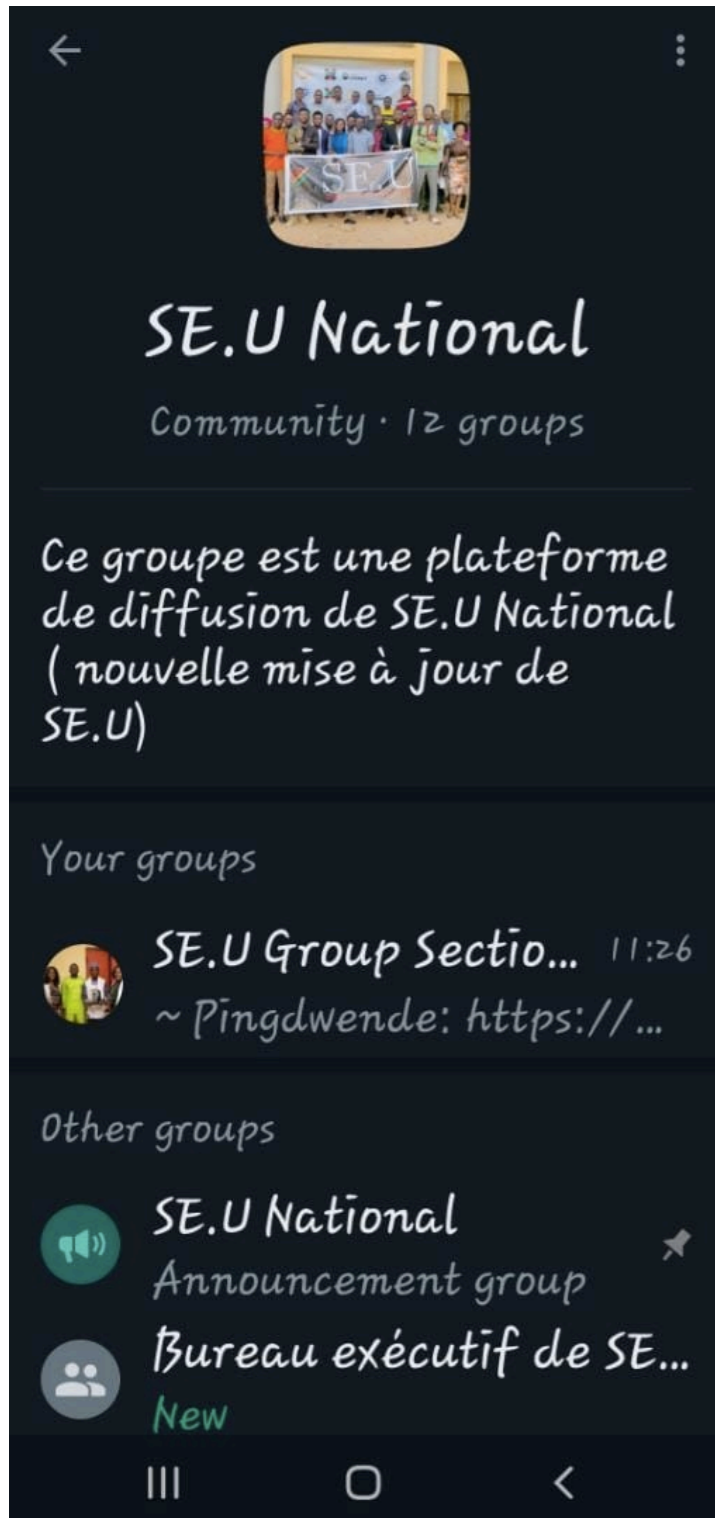 SE.U
SE.U National
Community · 12 groups
Ce groupe est une plateforme
de diffusion de SE.U National
( nouvelle mise à jour de
SE.U)
Your groups
SE.U Group Sectio... 11:26
~ Pingdwende: https://...
Other groups
SE.U National
Announcement group
Bureau exécutif de SE...
New